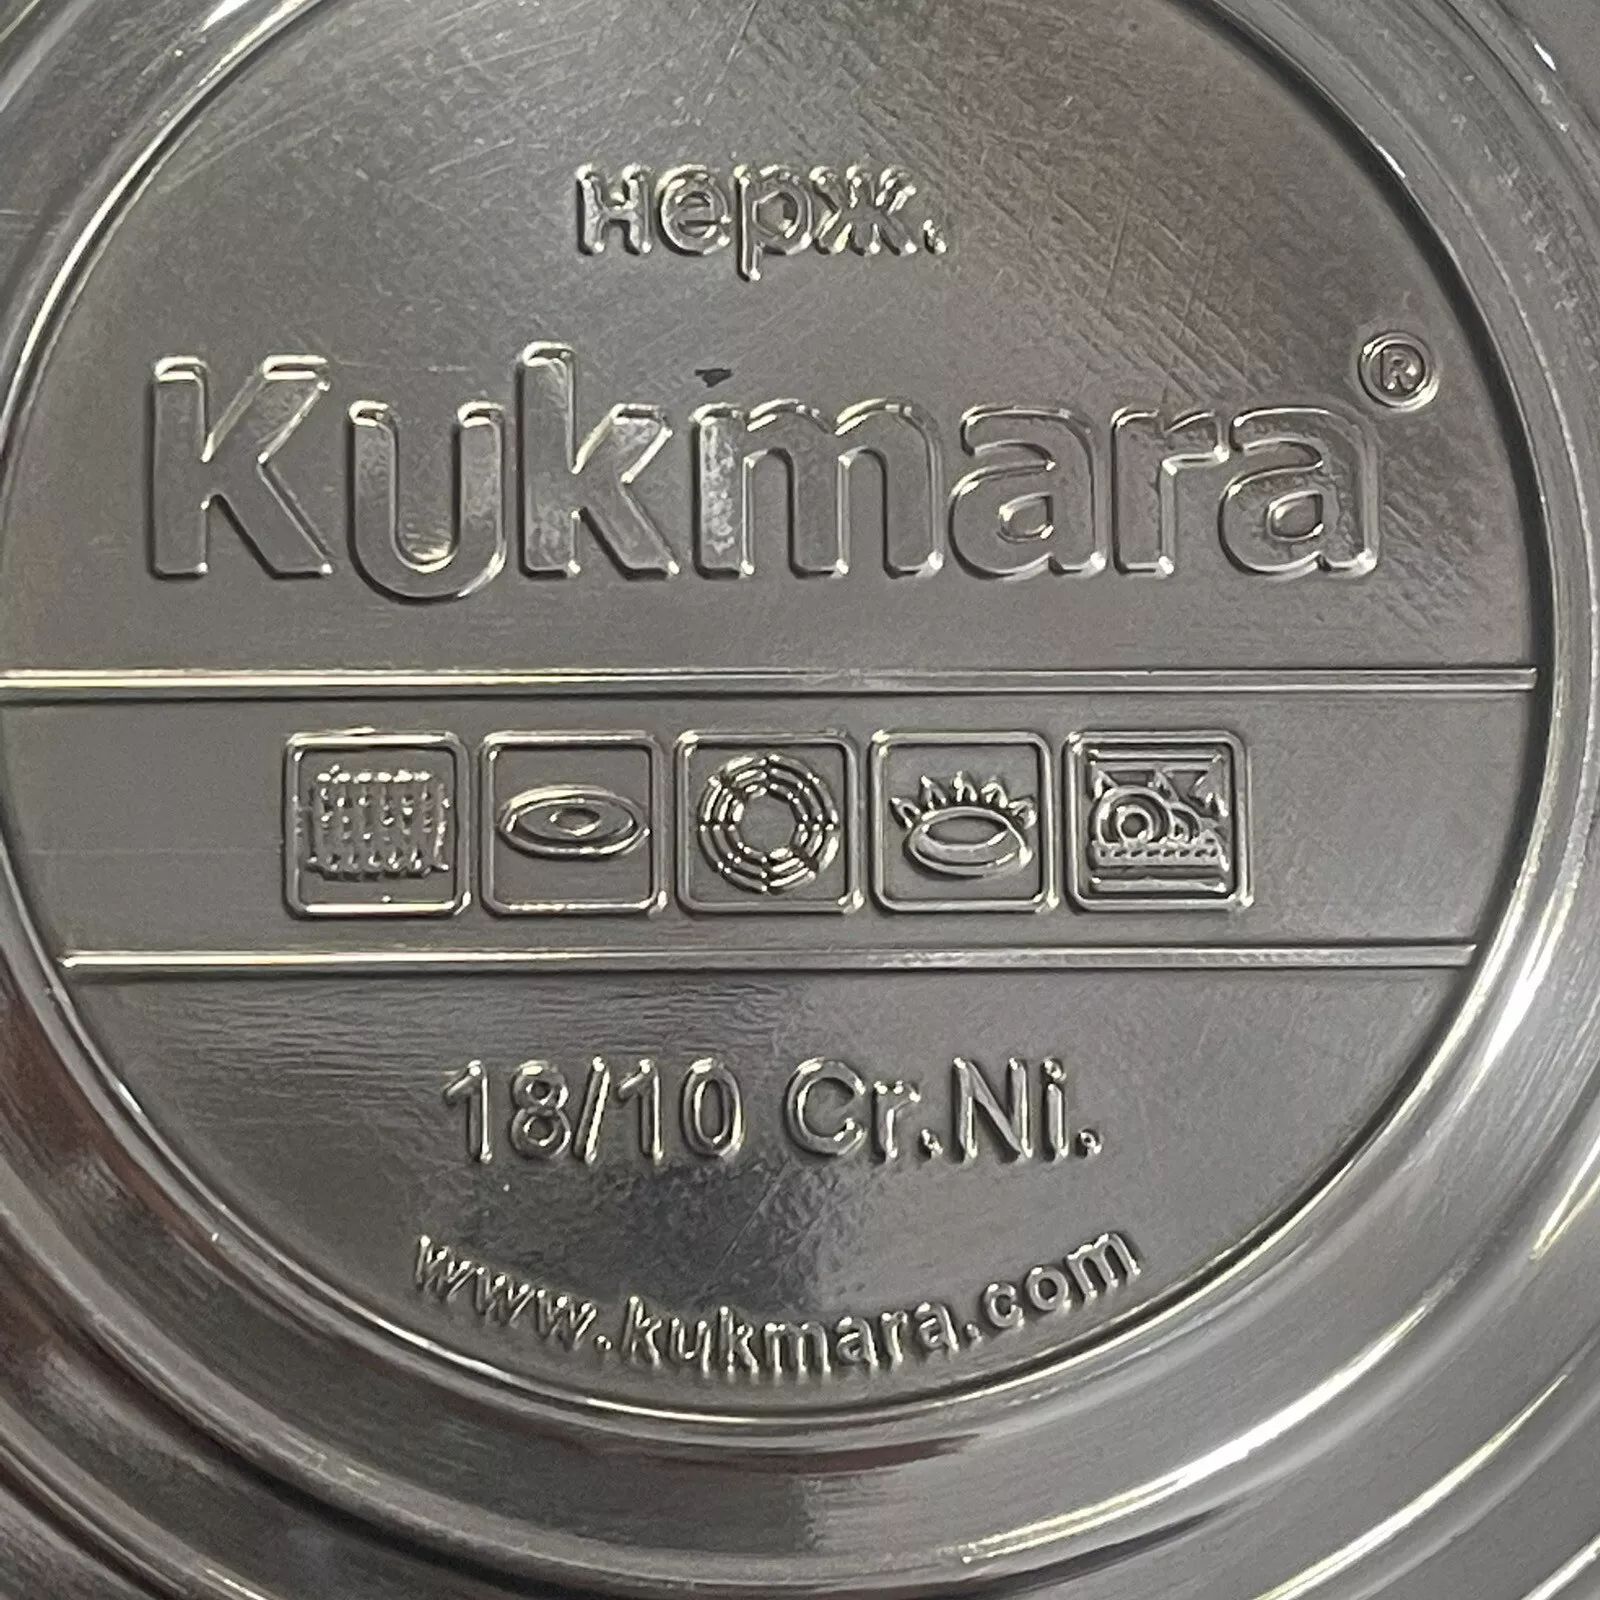 нерж.
Kukmara®
18/10 Cr.Ni.
www.kukmara.com